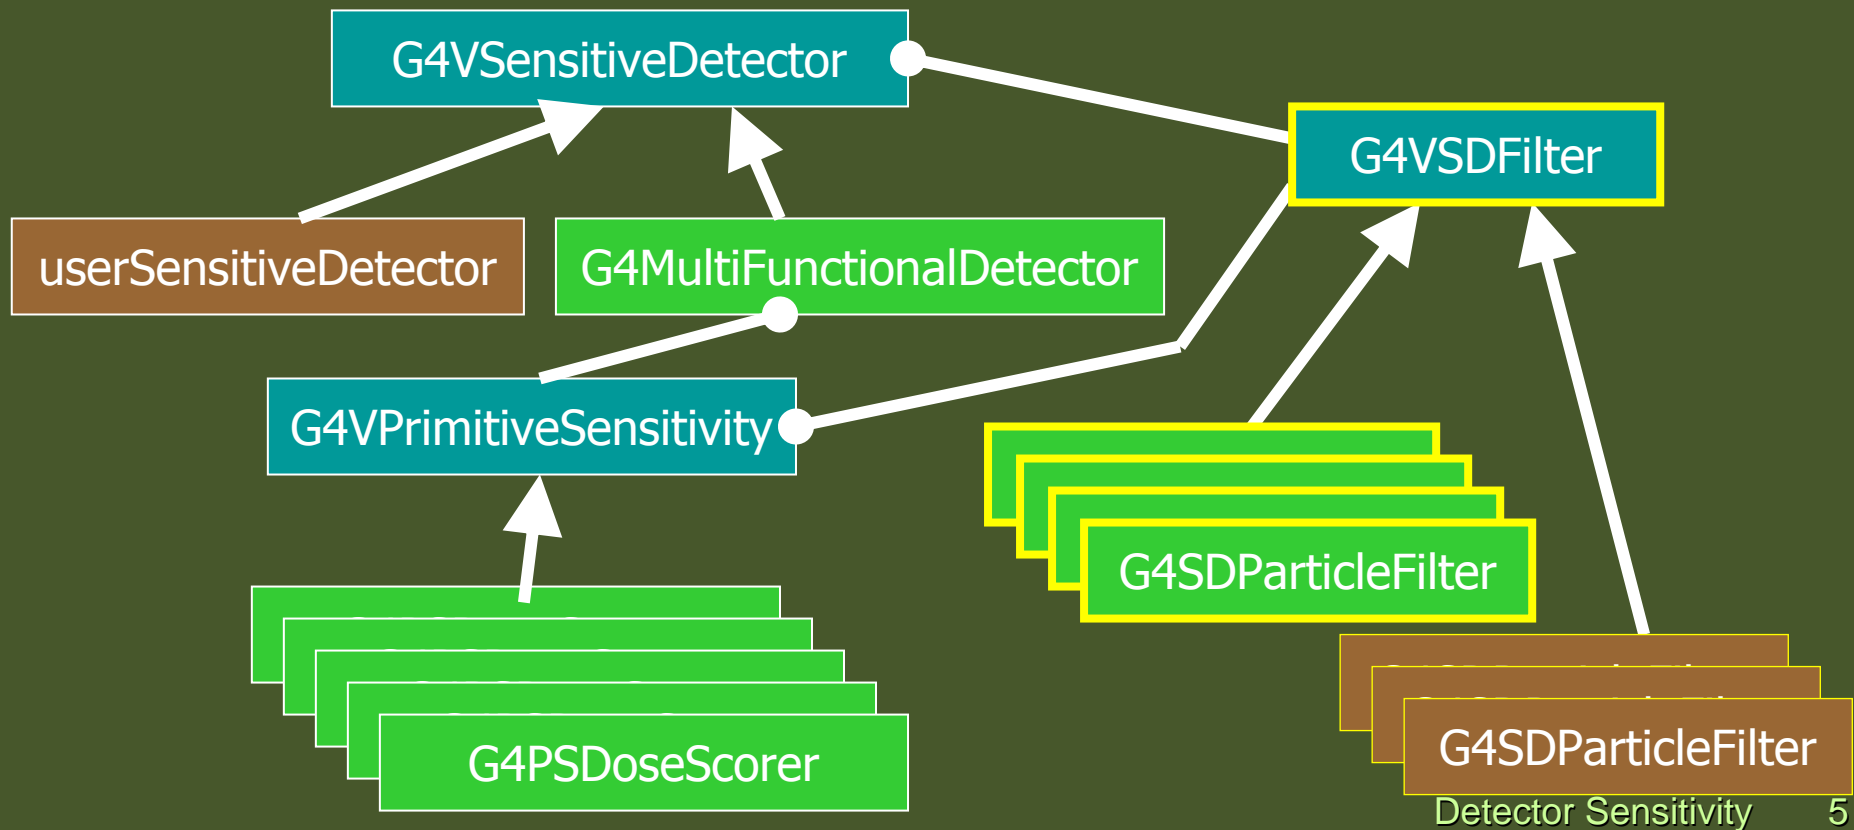 G4VSensitiveDetector
G4VSDFilter
userSensitiveDetector
G4MultiFunctionalDetector
G4VPrimitiveSensitivity
G4SDParticleFilter
G4PSDoseScorer
G4SDParticleFilter
Detector Sensitivity 5